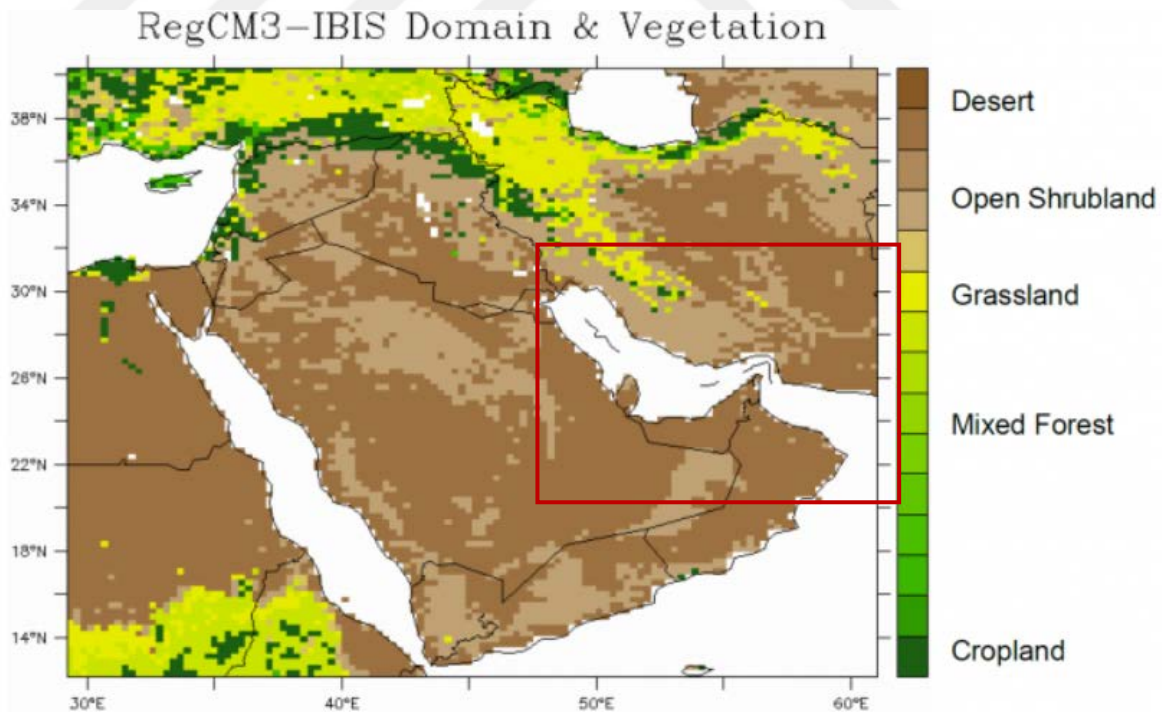 RegCM3-IBIS Domain & Vegetation
38°N
34°N
30°N
26°N
22°N
18°N
14°N
30°E
40°E
50°E
60°E
Desert
Open Shrubland
Grassland
Mixed Forest
Cropland